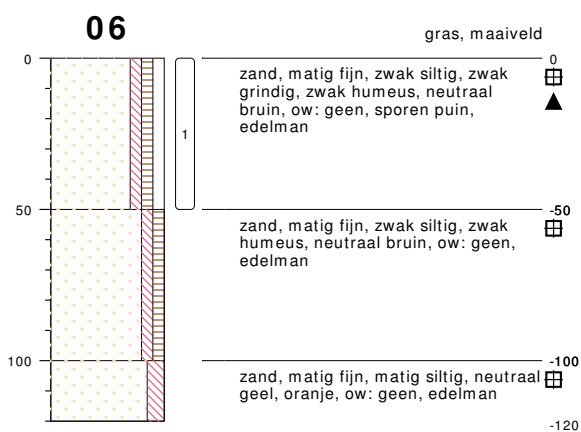 06
gras, maaiveld
0
0
zand, matig fijn, zwak siltig, zwak
grindig, zwak humeus, neutraal
bruin, ow: geen, sporen puin,
edelman
1
50
-50
zand, matig fijn, zwak siltig, zwak
humeus, neutraal bruin, ow: geen,
edelman
100
-100
zand, matig fijn, matig siltig, neutraal
geel, oranje, ow: geen, edelman
-120